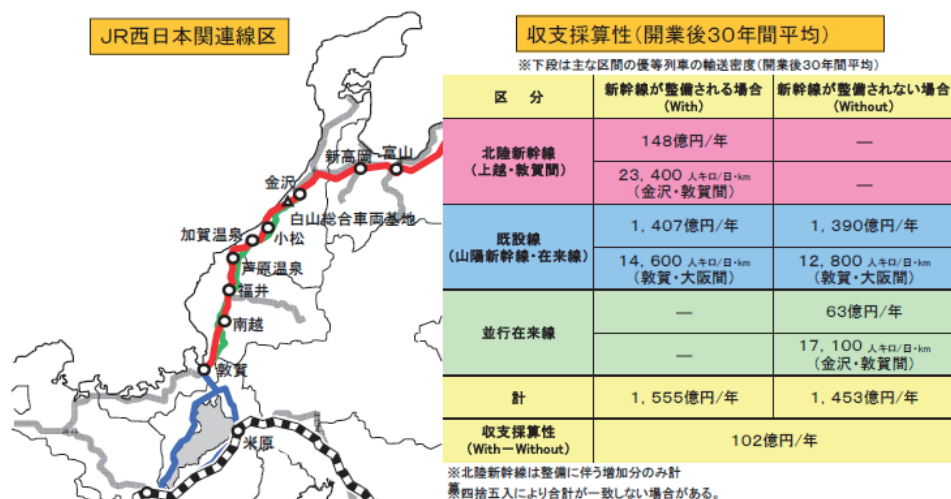 JR西日本関連線区
新高岡
富山
金沢
白山総合車両基地
小松
加賀温泉
芦原温泉
福井
南越
敦賀
米原
収支採算性(開業後30年間平均)
※下段は主な区間の優等列車の輸送密度(開業後30年間平均)
区 分
新幹線が整備される場合
(With)
新幹線が整備されない場合
(Without)
北陸新幹線
(上越・敦賀間)
148億円/年
―
23,400 人キロ/日・km
(金沢・敦賀間)
―
既設線
(山陽新幹線・在来線)
1,407億円/年
1,390億円/年
14,600 人キロ/日・km
(敦賀・大阪間)
12,800 人キロ/日・km
(敦賀・大阪間)
並行在来線
―
63億円/年
―
17,100 人キロ/日・km
(金沢・敦賀間)
計
1,555億円/年
1,453億円/年
収支採算性
(With－Without)
102億円/年
※北陸新幹線は整備に伴う増加分のみ計
算
※四捨五入により合計が一致しない場合がある。